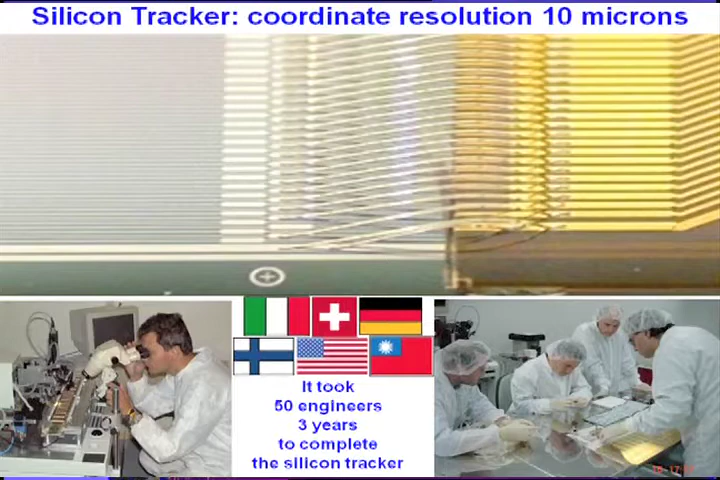 Silicon Tracker: coordinate resolution 10 microns
It took
50 engineers
3 years
to complete
the silicon tracker